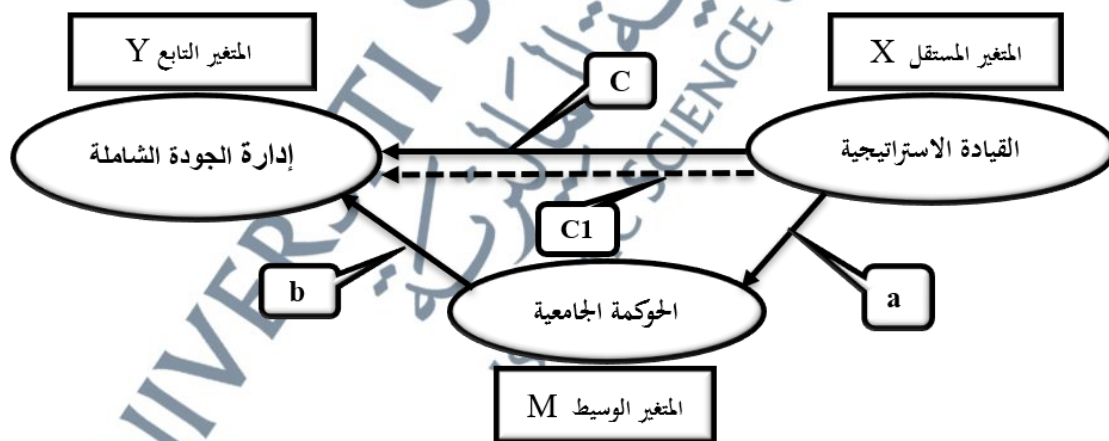 المتغير المستقل X
المتغير التابع Y
C
القيادة الاستراتيجية
إدارة الجودة الشاملة
C1
b
a
الحوكمة الجامعية
المتغير الوسيط M